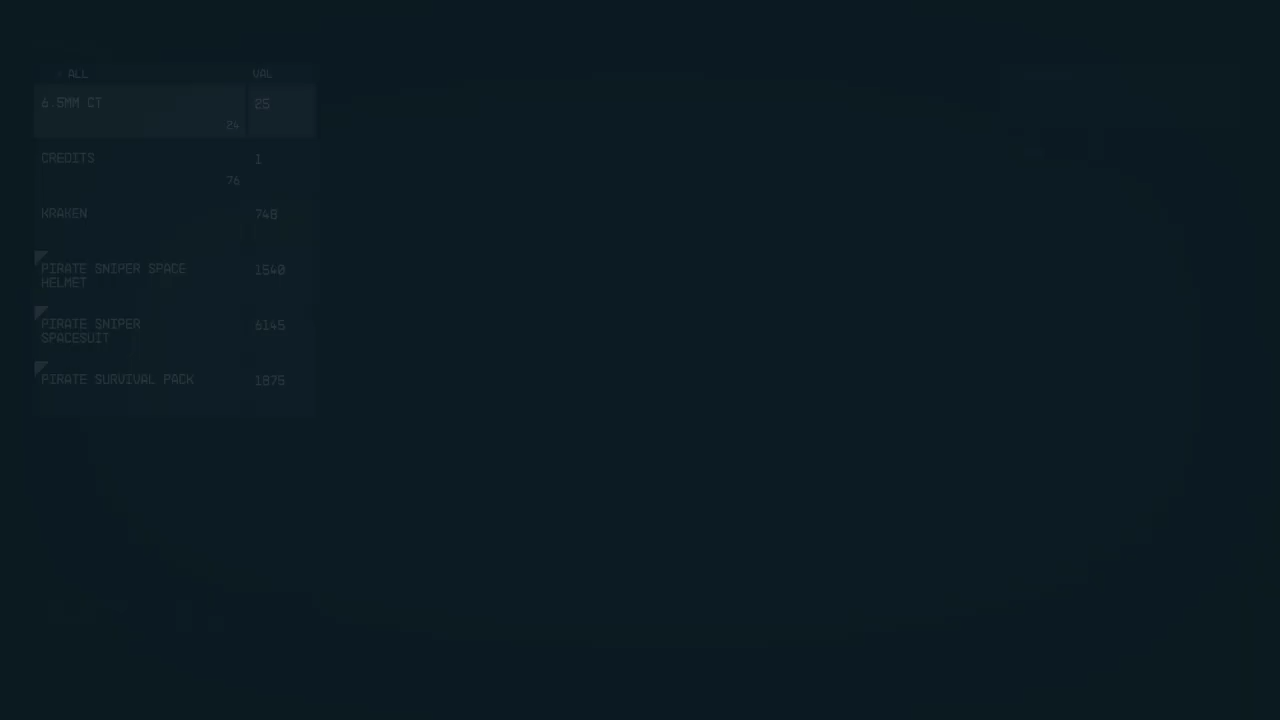 ALL VAL
6.5MM CT 25
24
CREDITS 1
76
KRAKEN 748
PIRATE SNIPER SPACE 1540
HELMET
PIRATE SNIPER 6145
SPACESUIT
PIRATE SURVIVAL PACK 1875